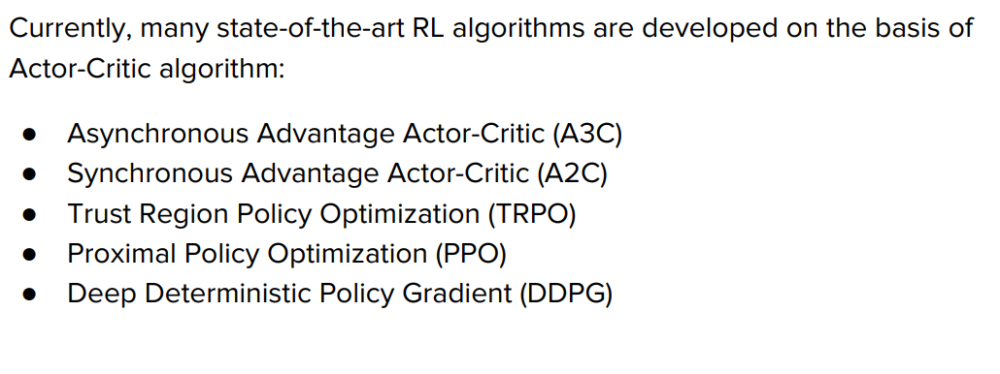 Currently, many state-of-the-art RL algorithms are developed on the basis of
Actor-Critic algorithm:
● Asynchronous Advantage Actor-Critic (A3C)
● Synchronous Advantage Actor-Critic (A2C)
● Trust Region Policy Optimization (TRPO)
● Proximal Policy Optimization (PPO)
● Deep Deterministic Policy Gradient (DDPG)